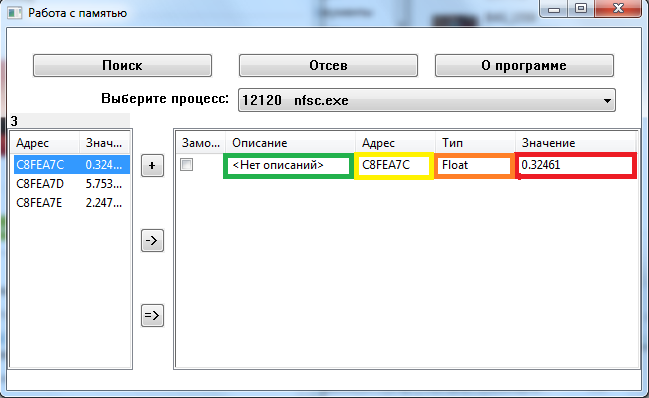 Работа с памятью
Поиск
Отсев
О программе
Выберите процесс:
12120 nfsc.exe
3
Адрес Знач...
C8FEA7C 0.324...
C8FEA7D 5.753...
C8FEA7E 2.247...
+
->
=>
Замо... Описание Адрес Тип Значение
<Нет описаний> C8FEA7C Float 0.32461